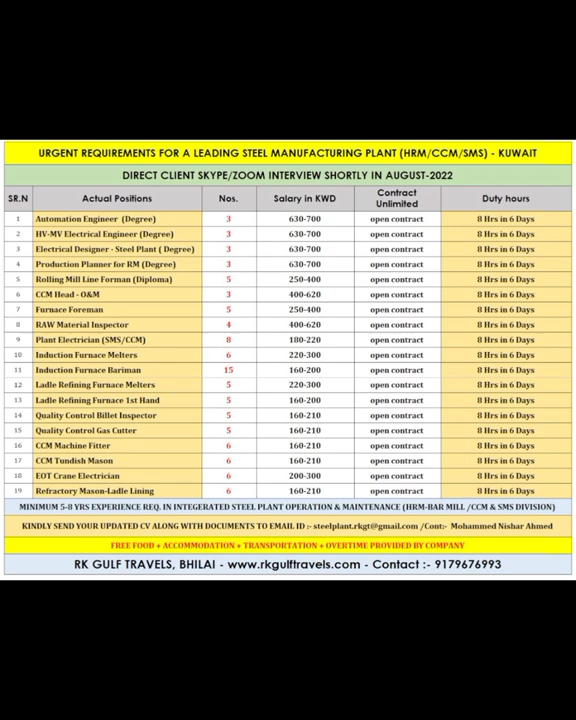 URGENT REQUIREMENTS FOR A LEADING STEEL MANUFACTURING PLANT (HRM/CCM/SMS) - KUWAIT
DIRECT CLIENT SKYPE/ZOOM INTERVIEW SHORTLY IN AUGUST-2022
SR.N Actual Positions Nos. Salary in KWD Contract Unlimited Duty hours
1 Automation Engineer (Degree) 3 630-700 open contract 8 Hrs in 6 Days
2 HV-MV Electrical Engineer (Degree) 3 630-700 open contract 8 Hrs in 6 Days
3 Electrical Designer - Steel Plant ( Degree) 3 630-700 open contract 8 Hrs in 6 Days
4 Production Planner for RM (Degree) 3 630-700 open contract 8 Hrs in 6 Days
5 Rolling Mill Line Forman (Diploma) 5 250-400 open contract 8 Hrs in 6 Days
6 CCM Head - O&M 3 400-620 open contract 8 Hrs in 6 Days
7 Furnace Foreman 5 250-400 open contract 8 Hrs in 6 Days
8 RAW Material Inspector 4 400-620 open contract 8 Hrs in 6 Days
9 Plant Electrician (SMS/CCM) 8 180-220 open contract 8 Hrs in 6 Days
10 Induction Furnace Melters 6 220-300 open contract 8 Hrs in 6 Days
11 Induction Furnace Bariman 15 160-200 open contract 8 Hrs in 6 Days
12 Ladle Refining Furnace Melters 5 220-300 open contract 8 Hrs in 6 Days
13 Ladle Refining Furnace 1st Hand 5 160-200 open contract 8 Hrs in 6 Days
14 Quality Control Billet Inspector 5 160-210 open contract 8 Hrs in 6 Days
15 Quality Control Gas Cutter 5 160-210 open contract 8 Hrs in 6 Days
16 CCM Machine Fitter 6 160-210 open contract 8 Hrs in 6 Days
17 CCM Tundish Mason 6 160-210 open contract 8 Hrs in 6 Days
18 EOT Crane Electrician 6 200-300 open contract 8 Hrs in 6 Days
19 Refractory Mason-Ladle Lining 6 160-210 open contract 8 Hrs in 6 Days
MINIMUM 5-8 YRS EXPERIENCE REQ. IN INTEGERATED STEEL PLANT OPERATION & MAINTENANCE (HRM-BAR MILL /CCM & SMS DIVISION)
KINDLY SEND YOUR UPDATED CV ALONG WITH DOCUMENTS TO EMAIL ID :- steelplant.rkgt@gmail.com /Cont:- Mohammed Nishar Ahmed
FREE FOOD + ACCOMMODATION + TRANSPORTATION + OVERTIME PROVIDED BY COMPANY
RK GULF TRAVELS, BHILAI - www.rkgulftravels.com - Contact :- 9179676993